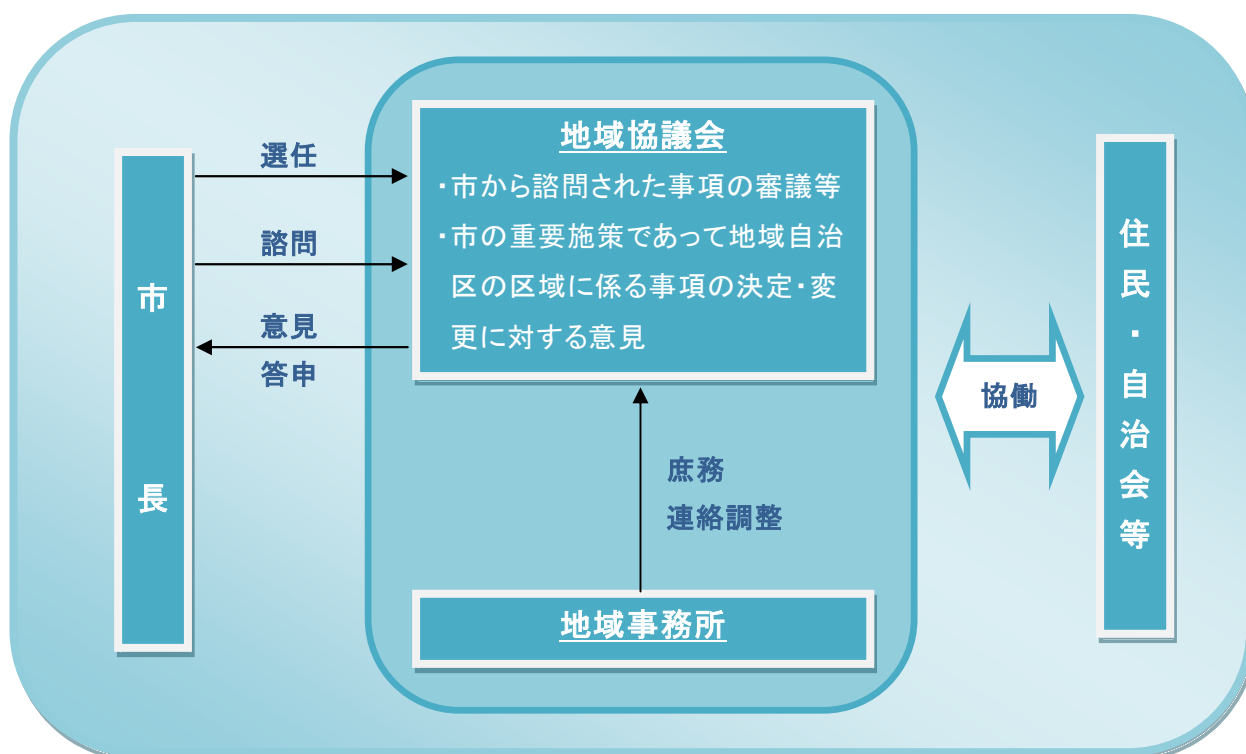 市長
選任
諮問
意見
答申
地域協議会
・市から諮問された事項の審議等
・市の重要施策であって地域自治
区の区域に係る事項の決定・変
更に対する意見
庶務
連絡調整
地域事務所
協働
住民・自治会等